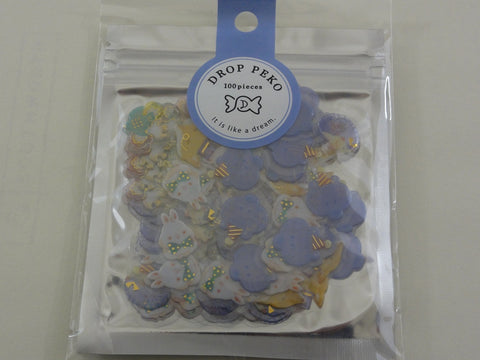 DROP PEKO
100pieces
it is like a dream.